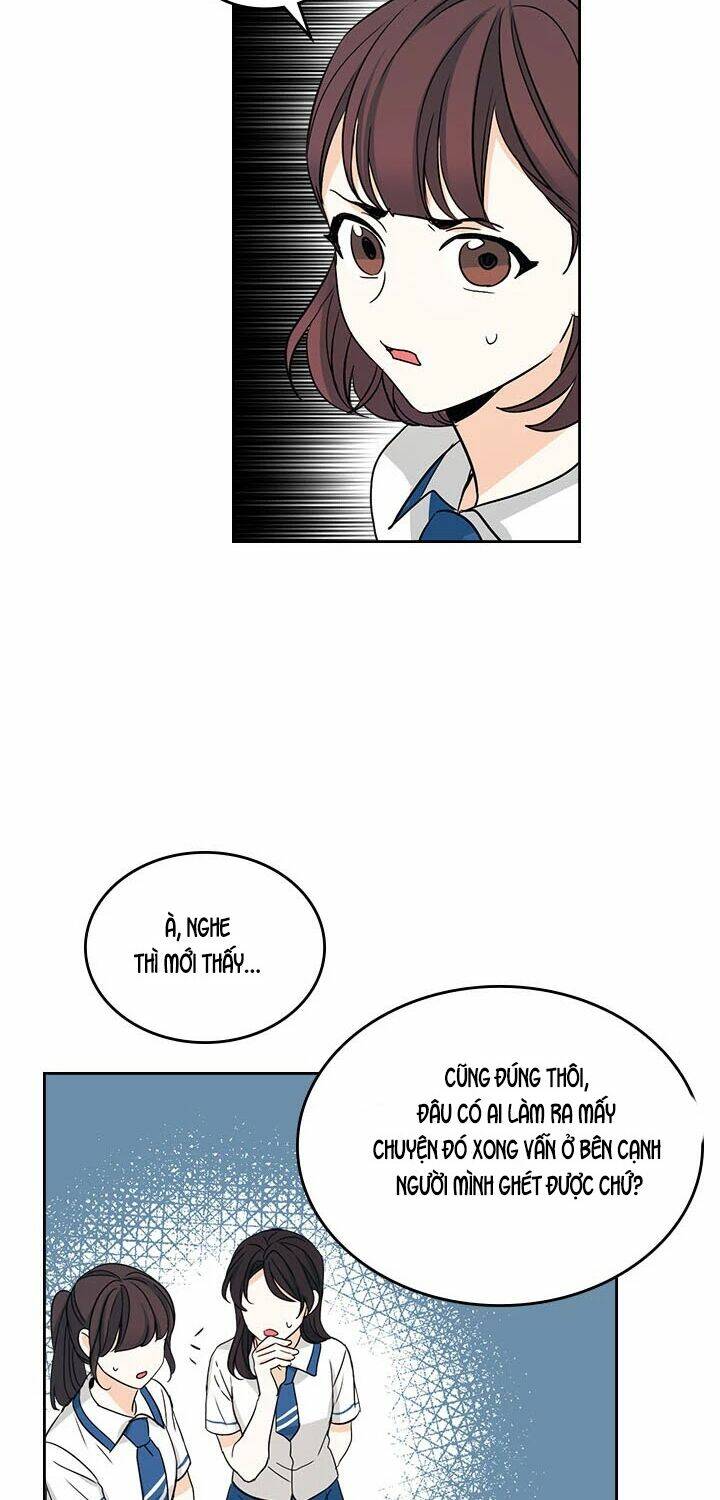 À, NGHE
THÌ MỚI THẤY...
CŨNG ĐÚNG THÔI,
ĐÂU CÓ AI LÀM RA MẤY
CHUYỆN ĐÓ XONG VẪN Ở BÊN CẠNH
NGƯỜI MÌNH GHÉT ĐƯỢC CHỨ?